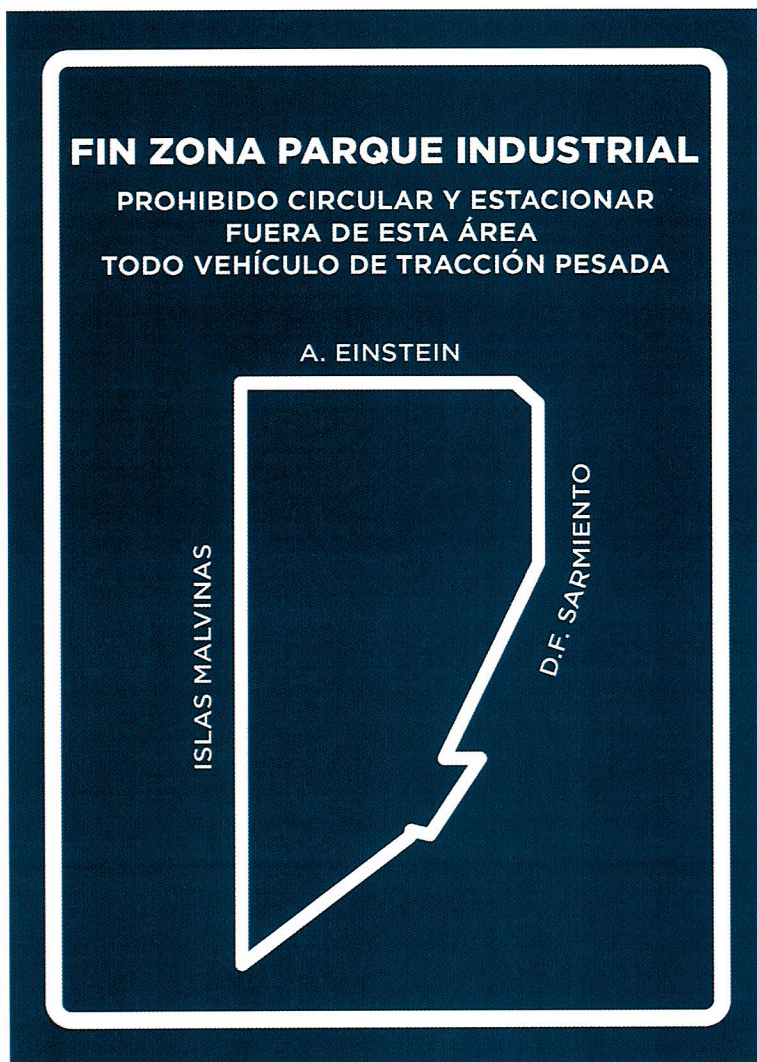 FIN ZONA PARQUE INDUSTRIAL
PROHIBIDO CIRCULAR Y ESTACIONAR
FUERA DE ESTA ÁREA
TODO VEHÍCULO DE TRACCIÓN PESADA
A. EINSTEIN
ISLAS MALVINAS
D.F. SARMIENTO